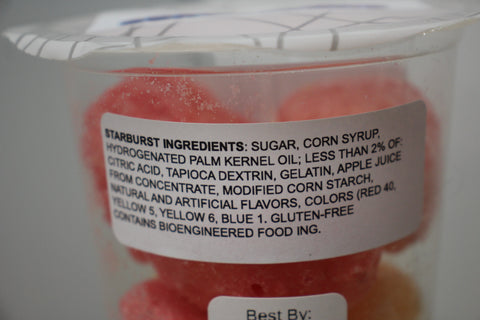 STARBURST INGREDIENTS: SUGAR, CORN SYRUP,
HYDROGENATED PALM KERNEL OIL; LESS THAN 2% OF:
CITRIC ACID, TAPIOCA DEXTRIN, GELATIN, APPLE JUICE
FROM CONCENTRATE, MODIFIED CORN STARCH,
NATURAL AND ARTIFICIAL FLAVORS, COLORS (RED 40,
YELLOW 5, YELLOW 6, BLUE 1. GLUTEN-FREE
CONTAINS BIOENGINEERED FOOD ING.
Best By: